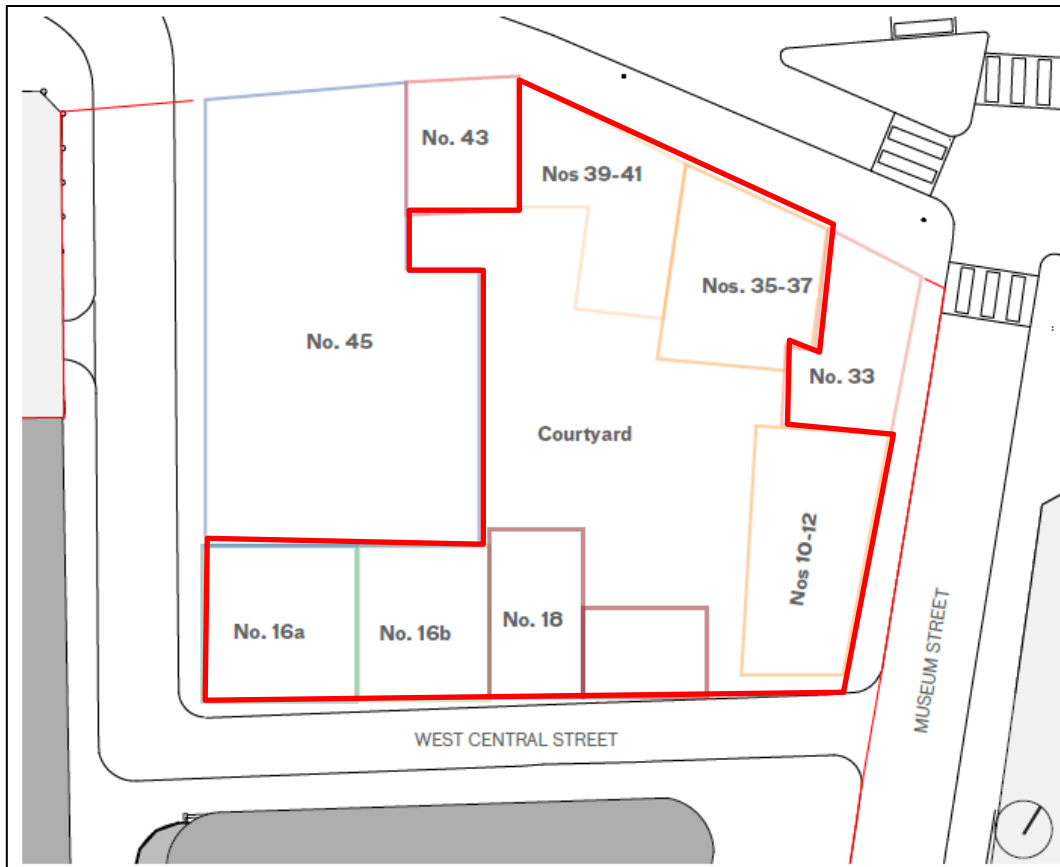 No. 43
Nos 39-41
Nos. 35-37
No. 45
No. 33
Courtyard
Nos 10-12
No. 18
No. 16a
No. 16b
MUSEUM STREET
WEST CENTRAL STREET